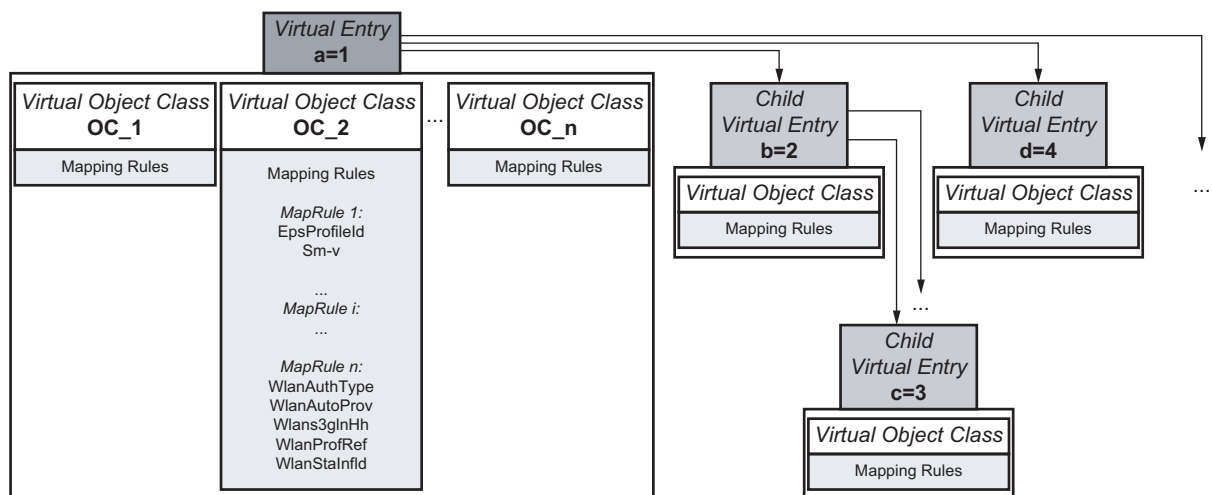 Virtual Entry
a=1
Virtual Object Class
OC_1
Mapping Rules
Virtual Object Class
OC_2
Mapping Rules
MapRule 1:
EpsProfileId
Sm-v
...
MapRule i:
...
MapRule n:
WlanAuthType
WlanAutoProv
Wlans3glnHh
WlanProfRef
WlanStaInfId
...
Virtual Object Class
OC_n
Mapping Rules
Child
Virtual Entry
b=2
Virtual Object Class
Mapping Rules
Child
Virtual Entry
d=4
Virtual Object Class
Mapping Rules
...
...
Child
Virtual Entry
c=3
Virtual Object Class
Mapping Rules